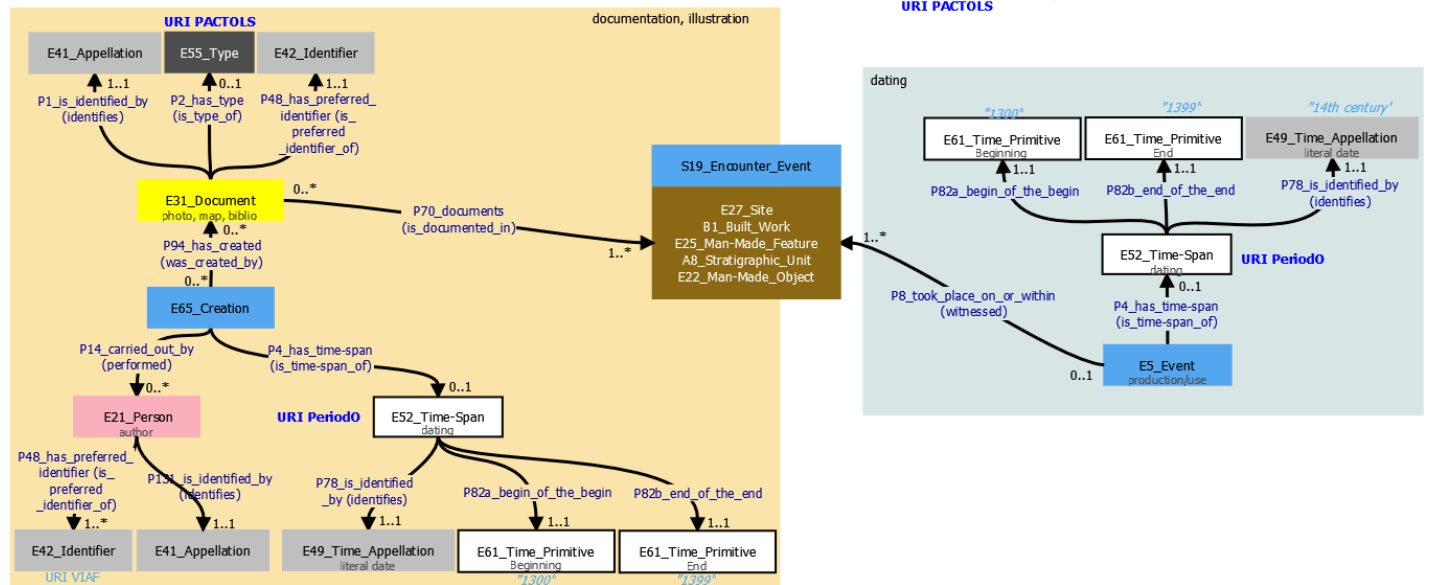 URI PACTOLS
documentation, illustration
E41_Appellation
E55_Type
E42_Identifier
1..1
0..1
1..1
P1_is_identified_by
(identifies)
P2_has_type
(is_type_of)
P48_has_preferred_
identifier (is_
preferred
_identifier_of)
E31_Document
photo, map, biblio
0..*
0..*
P70_documents
(is_documented_in)
1..*
P94_has_created
(was_created_by)
0..*
E65_Creation
P14_carried_out_by
(performed)
0..*
P4_has_time-span
(is_time-span_of)
0..1
E21_Person
author
URI PeriodO
E52_Time-Span
dating
P48_has_preferred_
identifier (is_
preferred
_identifier_of)
1..*
P131_is_identified_by
(identifies)
1..1
P78_is_identified
_by (identifies)
1..1
P82a_begin_of_the_begin
1..1
P82b_end_of_the_end
1..1
E42_Identifier
URI VIAF
E41_Appellation
E49_Time_Appellation
literal date
E61_Time_Primitive
Beginning
"1300"
E61_Time_Primitive
End
"1399"
S19_Encounter_Event
E27_Site
B1_Built_Work
E25_Man-Made_Feature
A8_Stratigraphic_Unit
E22_Man-Made_Object
URI PACTOLS
dating
"1300"
"1399"
"14th century'
E61_Time_Primitive
Beginning
E61_Time_Primitive
End
E49_Time_Appellation
literal date
1..1
1..1
1..1
P82a_begin_of_the_begin
P82b_end_of_the_end
P78_is_identified_by
(identifies)
1..*
E52_Time-Span
dating
URI PeriodO
0..1
P8_took_place_on_or_within
(witnessed)
P4_has_time-span
(is_time-span_of)
0..1
E5_Event
production/use